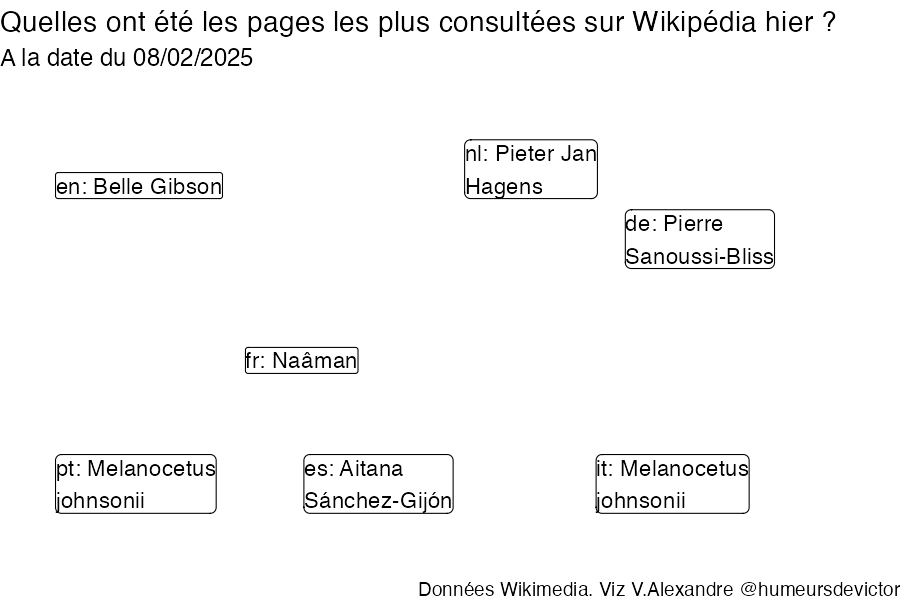 Quelles ont été les pages les plus consultées sur Wikipédia hier ?
A la date du 08/02/2025
nl: Pieter Jan
Hagens
en: Belle Gibson
de: Pierre
Sanoussi-Bliss
fr: Naâman
pt: Melanocetus
johnsonii
es: Aitana
Sánchez-Gijón
it: Melanocetus
johnsonii
Données Wikimedia. Viz V.Alexandre @humeursdevictor